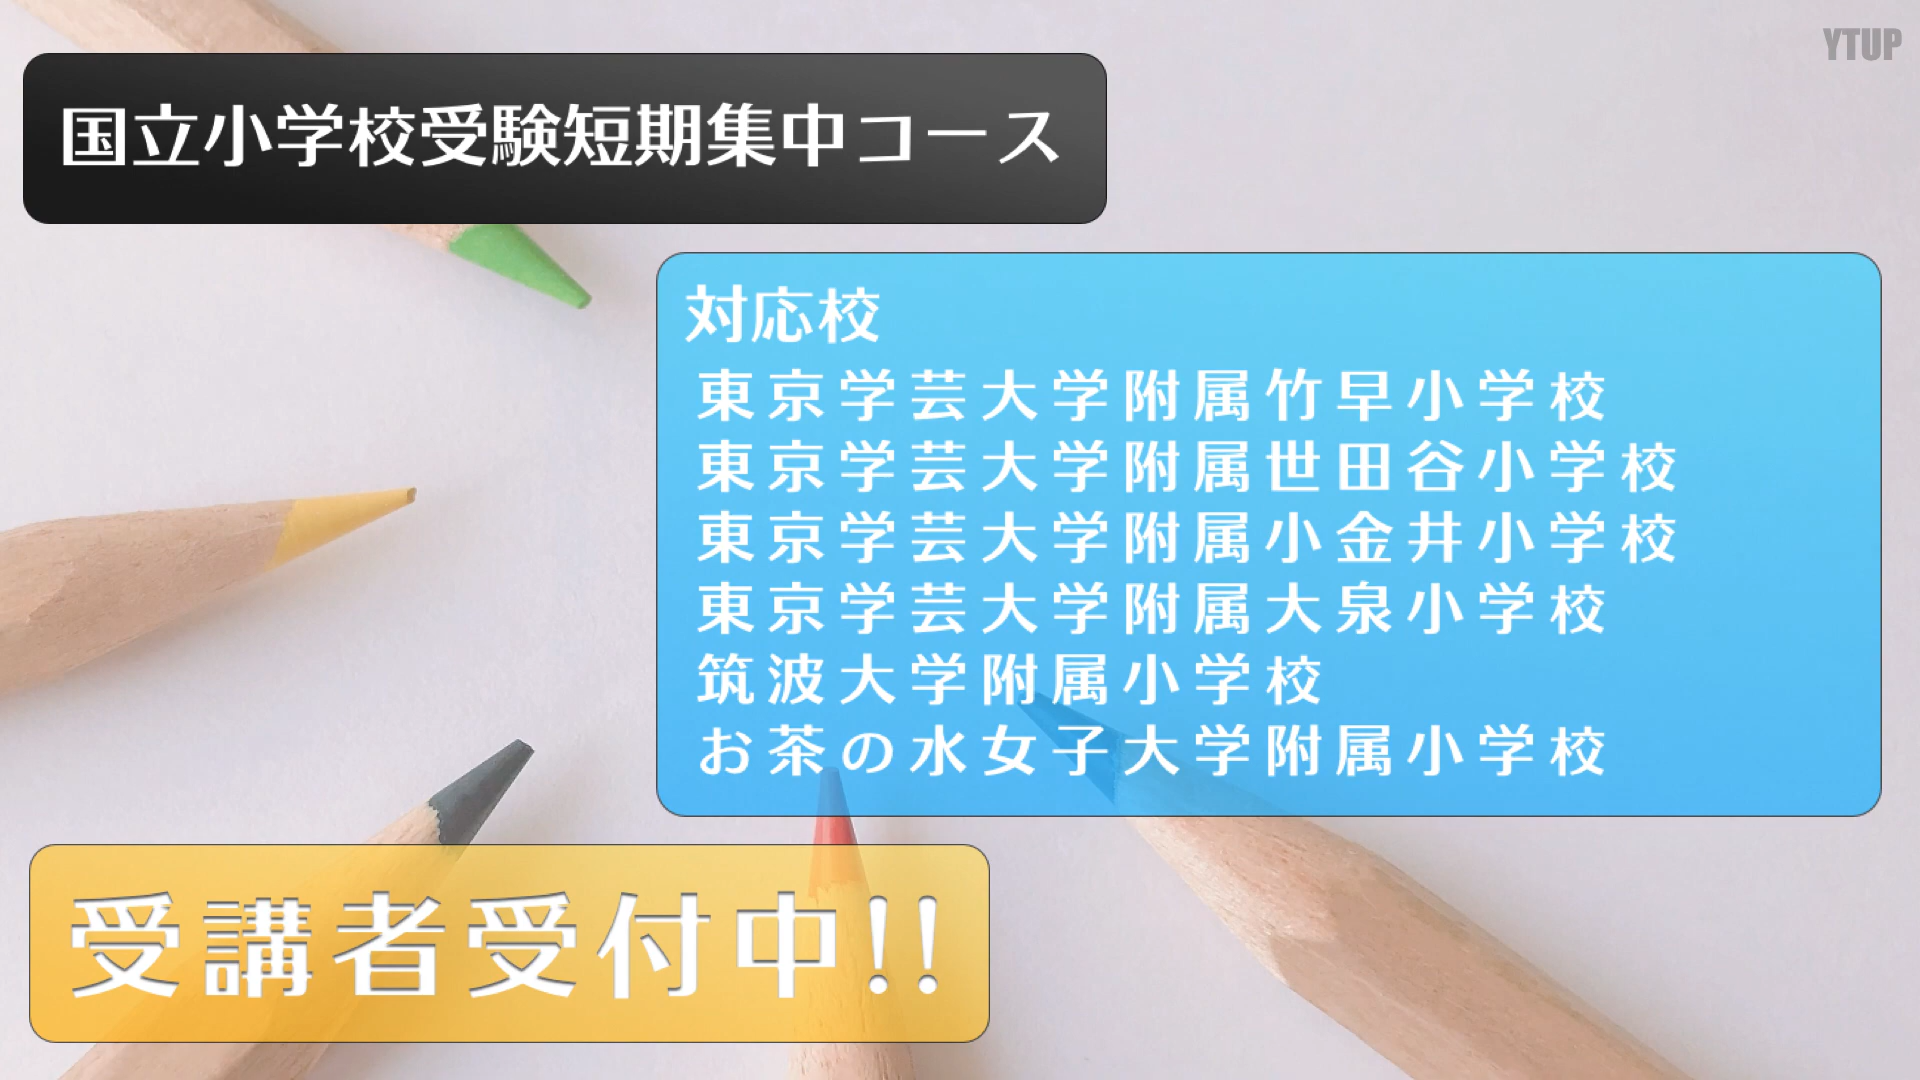 YTUP
国立小学校受験短期集中コース
対応校
東京学芸大学附属竹早小学校
東京学芸大学附属世田谷小学校
東京学芸大学附属小金井小学校
東京学芸大学附属大泉小学校
筑波大学附属小学校
お茶の水女子大学附属小学校
受講者受付中!!